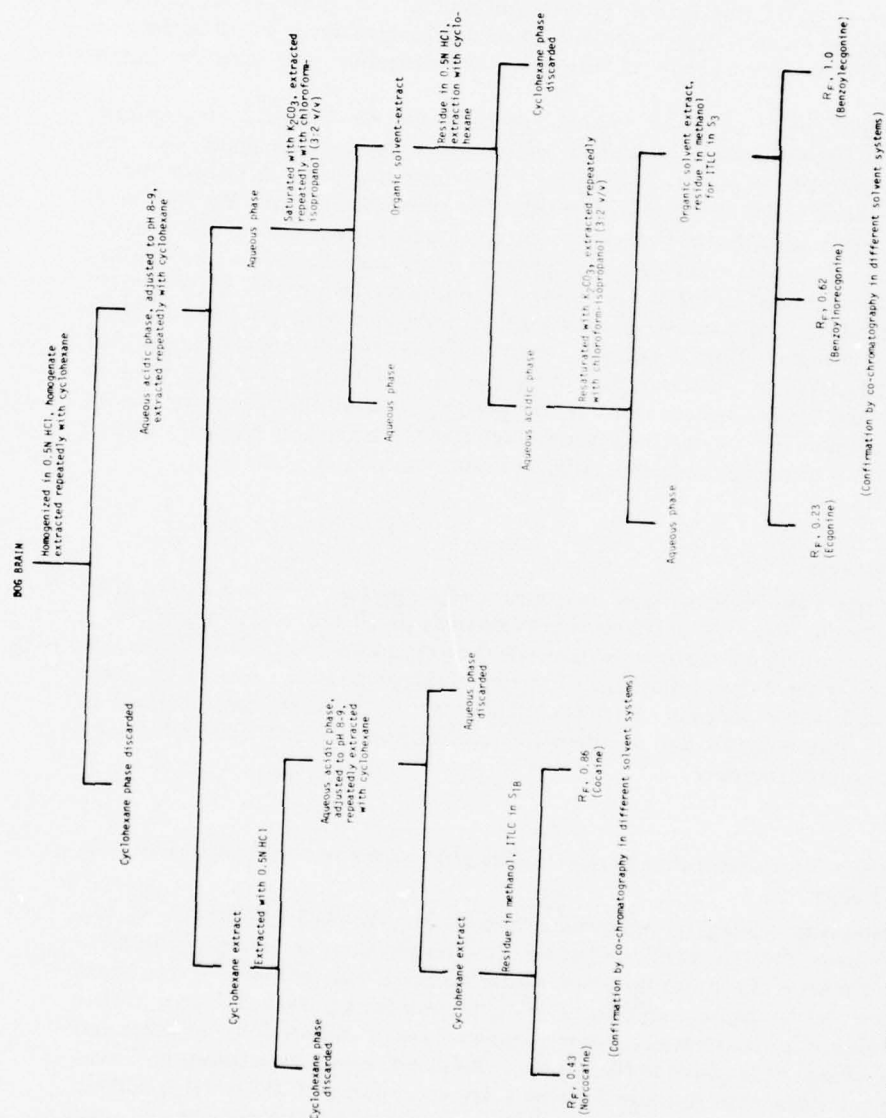 DOG BRAIN
Homogenized in 0.5N HCl, homogenate
extracted repeatedly with cyclohexane
Cyclohexane phase discarded
Aqueous acidic phase, adjusted to pH 8-9,
extracted repeatedly with cyclohexane
Cyclohexane extract
Extracted with 0.5N HCl
Cyclohexane phase
discarded
Aqueous acidic phase,
adjusted to pH 8-9,
repeatedly extracted
with cyclohexane
Cyclohexane extract
Residue in methanol, ITLC in S1B
Aqueous phase
discarded
RF, 0.43
(Norcocaine)
RF, 0.86
(Cocaine)
(Confirmation by co-chromatography in different solvent systems)
Aqueous phase
Saturated with K2CO3, extracted
repeatedly with chloroform-
isopropanol (3:2 v/v)
Aqueous phase
Organic solvent-extract
Residue in 0.5N HCl,
extraction with cyclo-
hexane
Aqueous acidic phase
Cyclohexane phase
discarded
Resaturated with K2CO3, extracted repeatedly
with chloroform-isopropanol (3:2 v/v)
Aqueous phase
Organic solvent extract,
residue in methanol
for ITLC in S3
RF, 0.23
(Ecgonine)
RF, 0.62
(Benzoylnorecgonine)
RF, 1.0
(Benzoylecgonine)
(Confirmation by co-chromatography in different solvent systems)